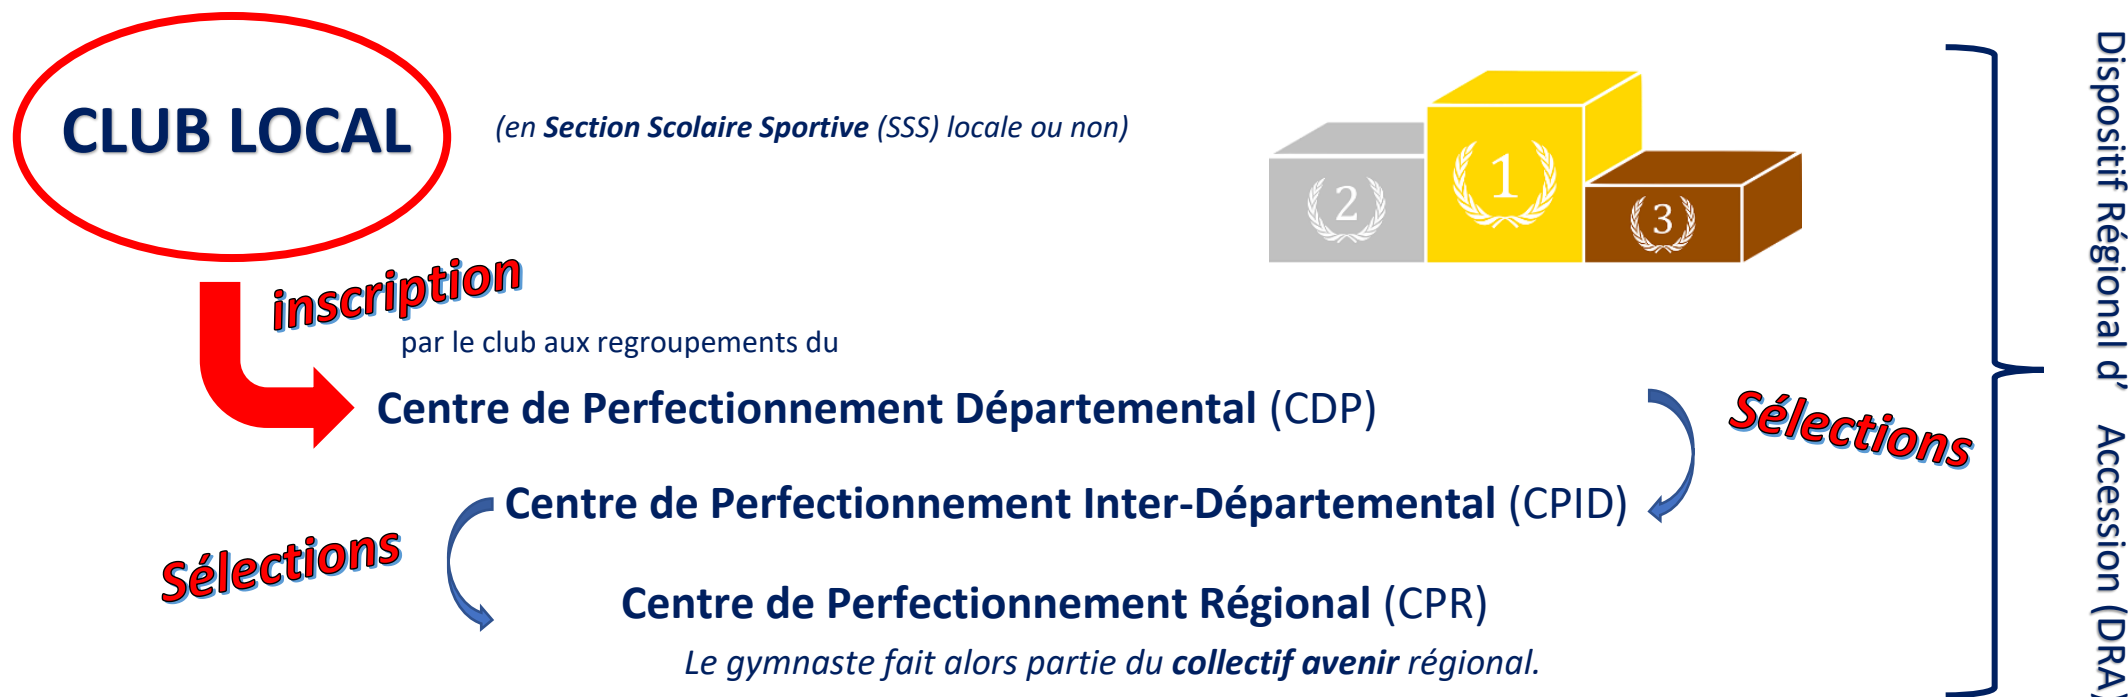 CLUB LOCAL
(en Section Scolaire Sportive (SSS) locale ou non)
2
1
3
inscription
par le club aux regroupements du
Centre de Perfectionnement Départemental (CDP)
Sélections
Centre de Perfectionnement Inter-Départemental (CPID)
Sélections
Centre de Perfectionnement Régional (CPR)
Le gymnaste fait alors partie du collectif avenir régional.
Dispositif Régional d' Accession (DRA)